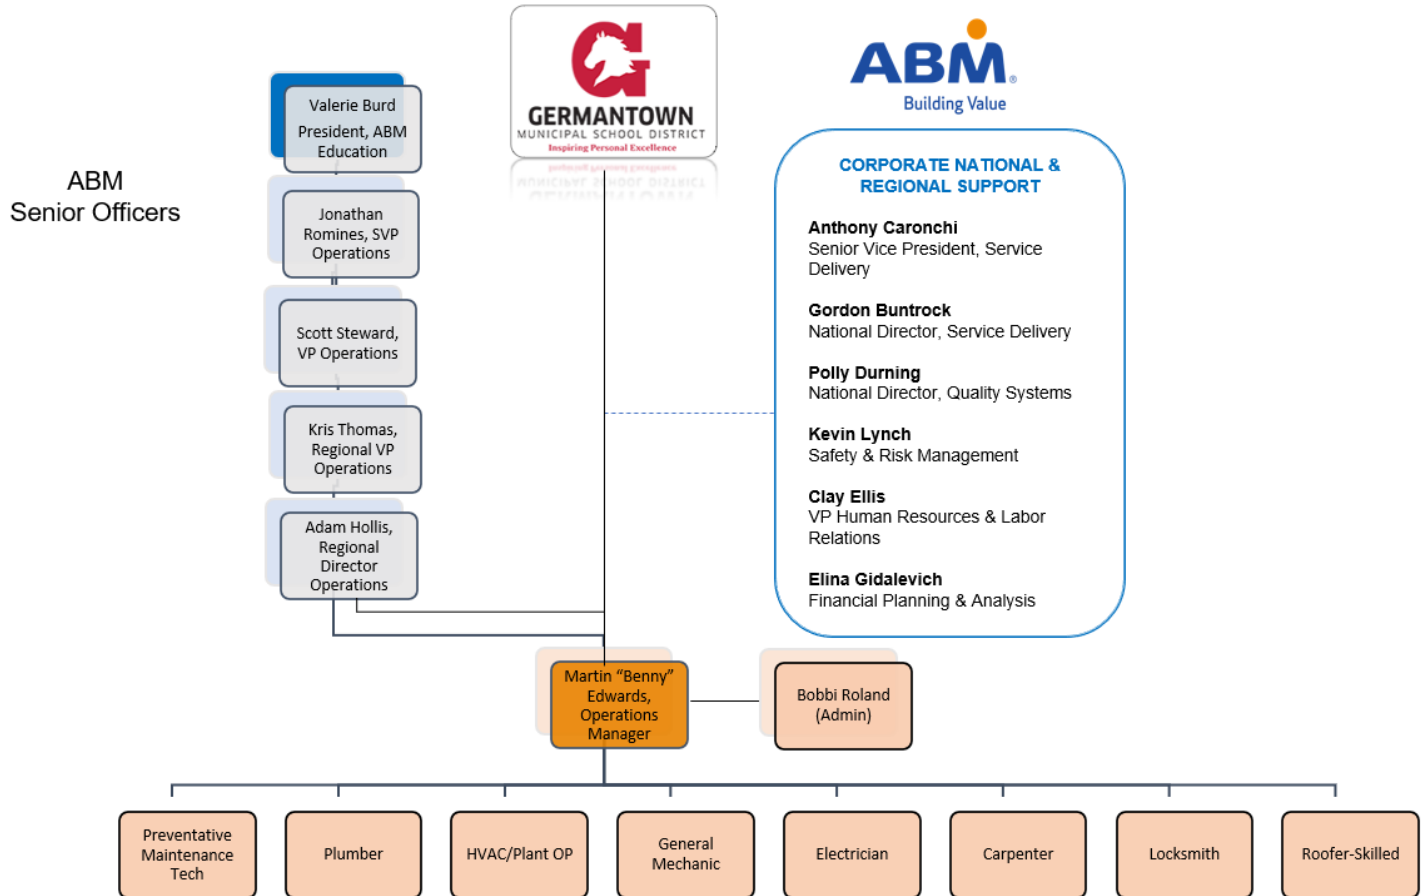 GERMANTOWN
MUNICIPAL SCHOOL DISTRICT
Inspiring Personal Excellence
ABM®
Building Value
ABM
Senior Officers
Valerie Burd
President, ABM
Education
Jonathan
Romines, SVP
Operations
Scott Steward,
VP Operations
Kris Thomas,
Regional VP
Operations
Adam Hollis,
Regional
Director
Operations
CORPORATE NATIONAL &
REGIONAL SUPPORT
Anthony Caronchi
Senior Vice President, Service
Delivery
Gordon Buntrock
National Director, Service Delivery
Polly Durning
National Director, Quality Systems
Kevin Lynch
Safety & Risk Management
Clay Ellis
VP Human Resources & Labor
Relations
Elina Gidalevich
Financial Planning & Analysis
Martin “Benny”
Edwards,
Operations
Manager
Bobbi Roland
(Admin)
Preventative
Maintenance
Tech
Plumber
HVAC/Plant OP
General
Mechanic
Electrician
Carpenter
Locksmith
Roofer-Skilled